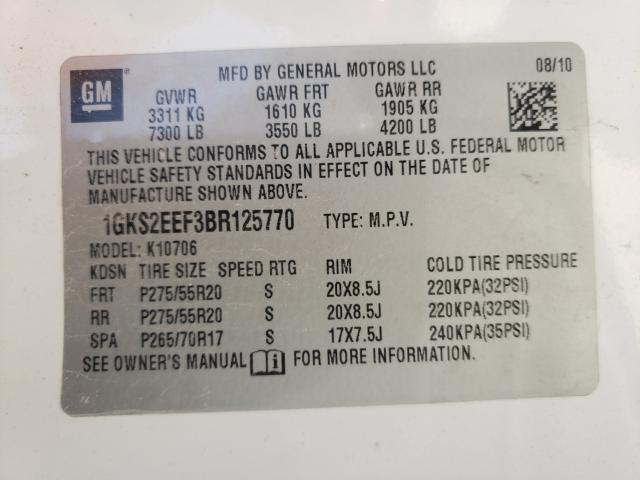 GM ®
MFD BY GENERAL MOTORS LLC 08/10
GVWR GAWR FRT GAWR RR
3311 KG 1610 KG 1905 KG
7300 LB 3550 LB 4200 LB
THIS VEHICLE CONFORMS TO ALL APPLICABLE U.S. FEDERAL MOTOR
VEHICLE SAFETY STANDARDS IN EFFECT ON THE DATE OF
MANUFACTURE SHOWN ABOVE.
1GKS2EEF3BR125770 TYPE: M.P.V.
MODEL: K10706
KDSN TIRE SIZE SPEED RTG RIM COLD TIRE PRESSURE
FRT P275/55R20 S 20X8.5J 220KPA(32PSI)
RR P275/55R20 S 20X8.5J 220KPA(32PSI)
SPA P265/70R17 S 17X7.5J 240KPA(35PSI)
SEE OWNER'S MANUAL i FOR MORE INFORMATION.